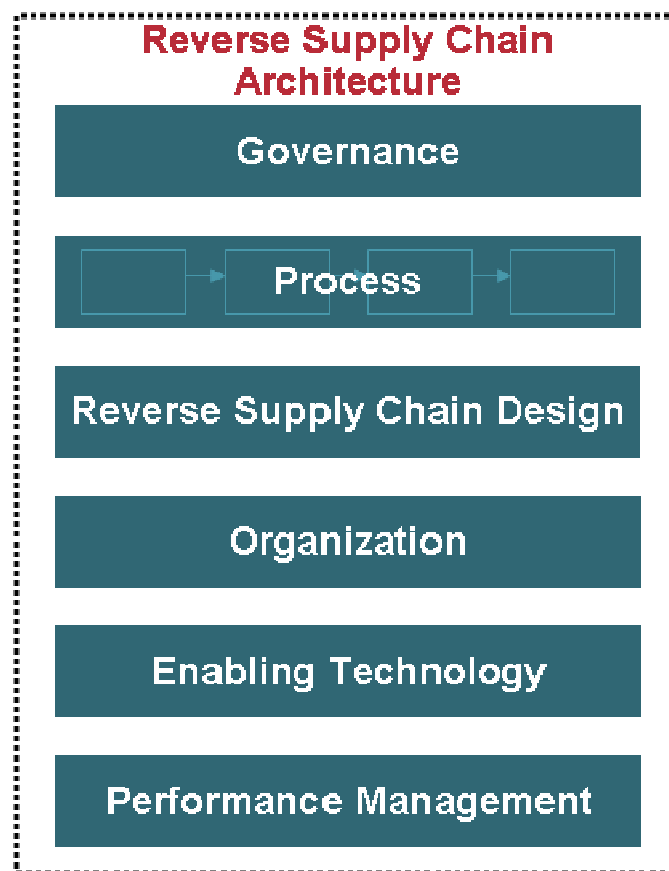 Reverse Supply Chain
Architecture
Governance
Process
Reverse Supply Chain Design
Organization
Enabling Technology
Performance Management